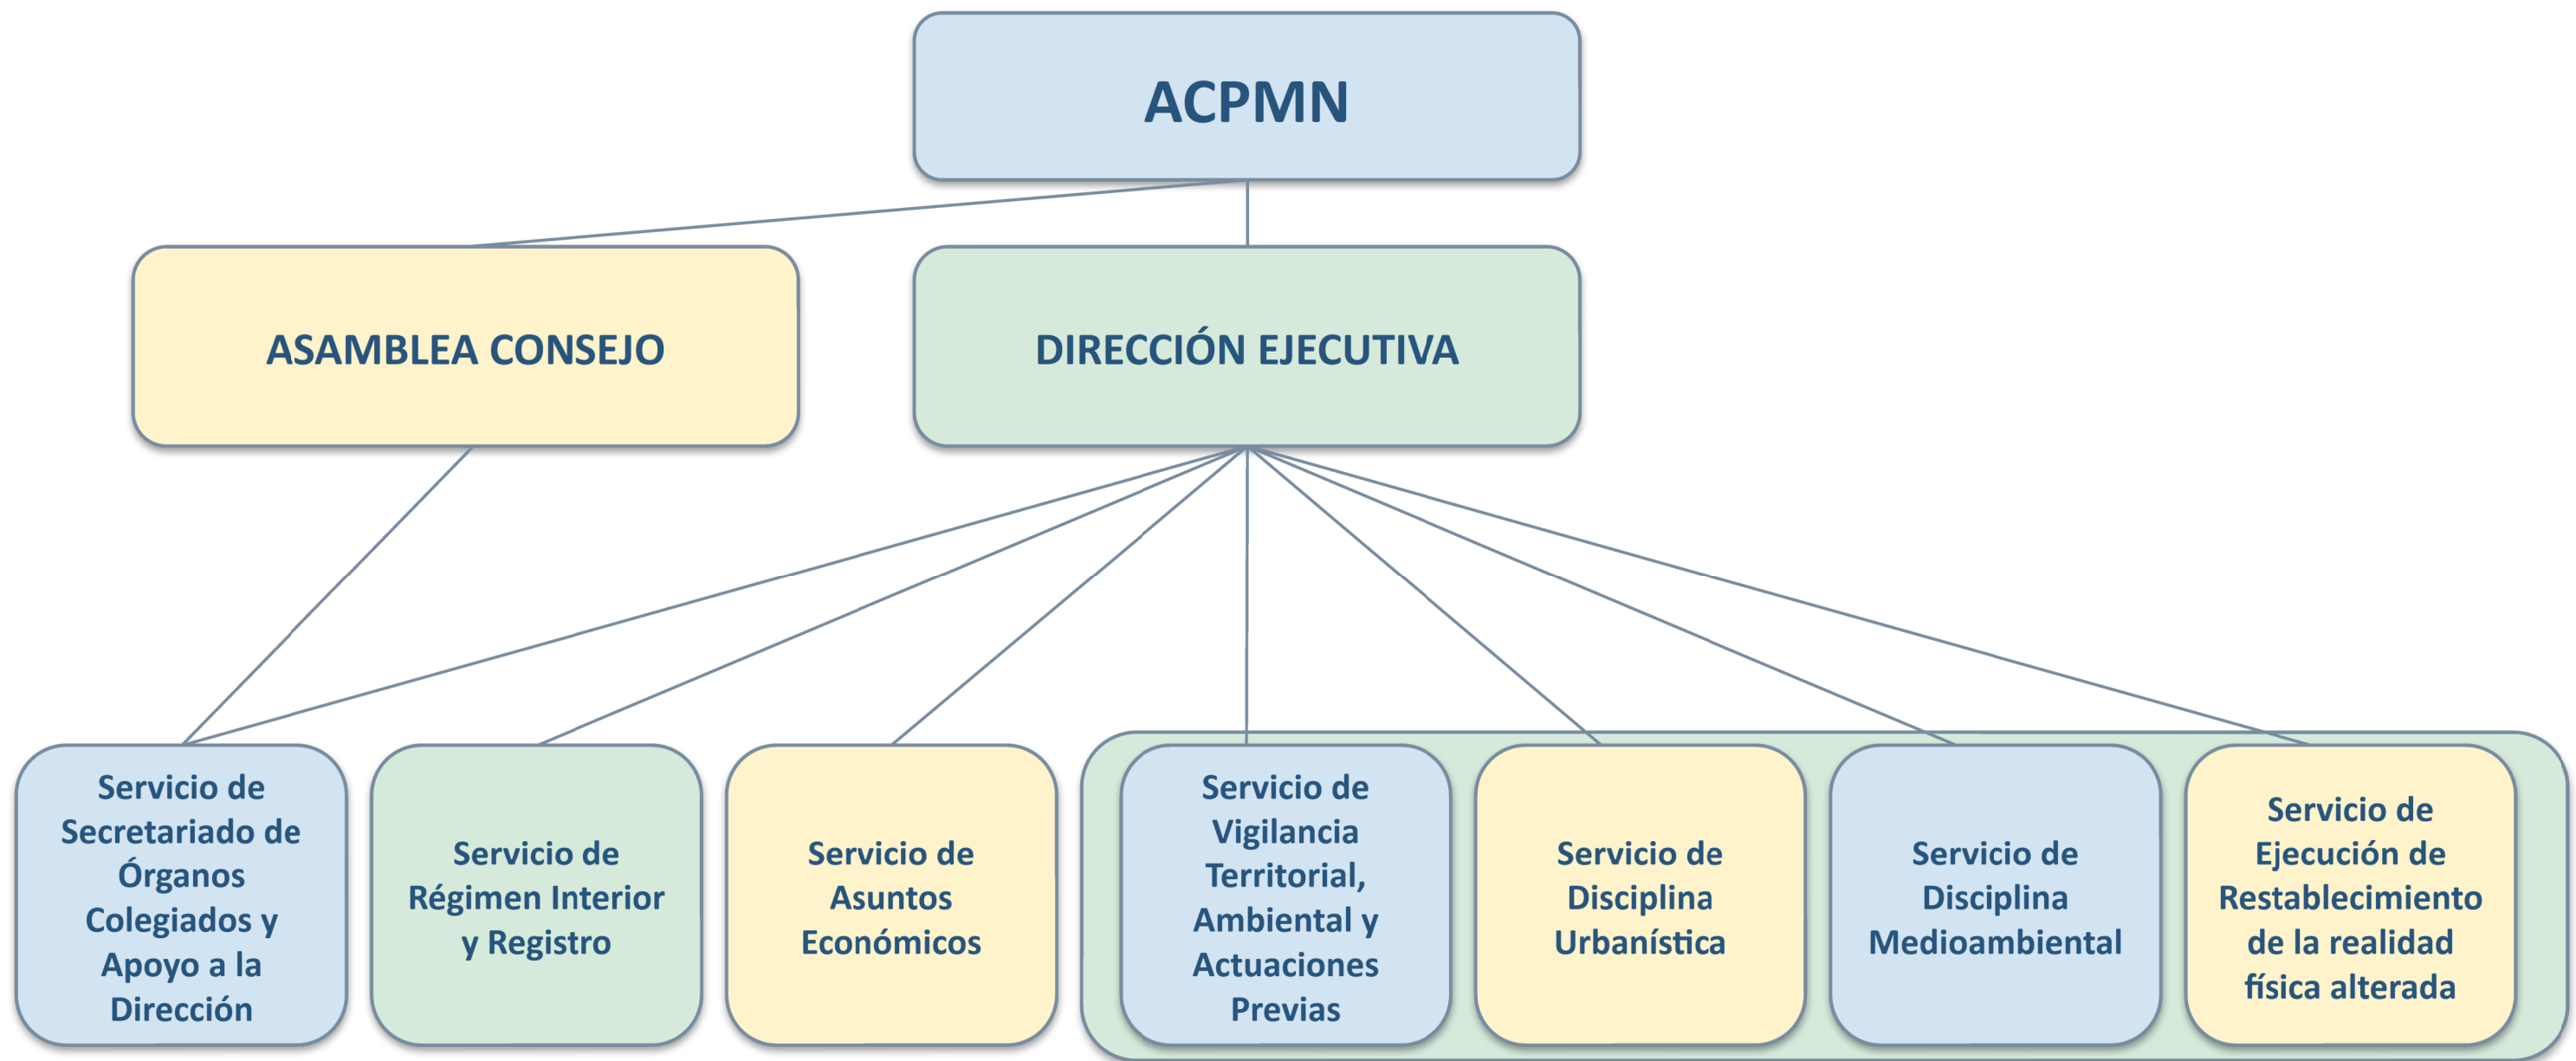 ACPMN
ASAMBLEA CONSEJO
DIRECCIÓN EJECUTIVA
Servicio de
Secretariado de
Órganos
Colegiados y
Apoyo a la
Dirección
Servicio de
Régimen Interior
y Registro
Servicio de
Asuntos
Económicos
Servicio de
Vigilancia
Territorial,
Ambiental y
Actuaciones
Previas
Servicio de
Disciplina
Urbanística
Servicio de
Disciplina
Medioambiental
Servicio de
Ejecución de
Restablecimiento
de la realidad
física alterada